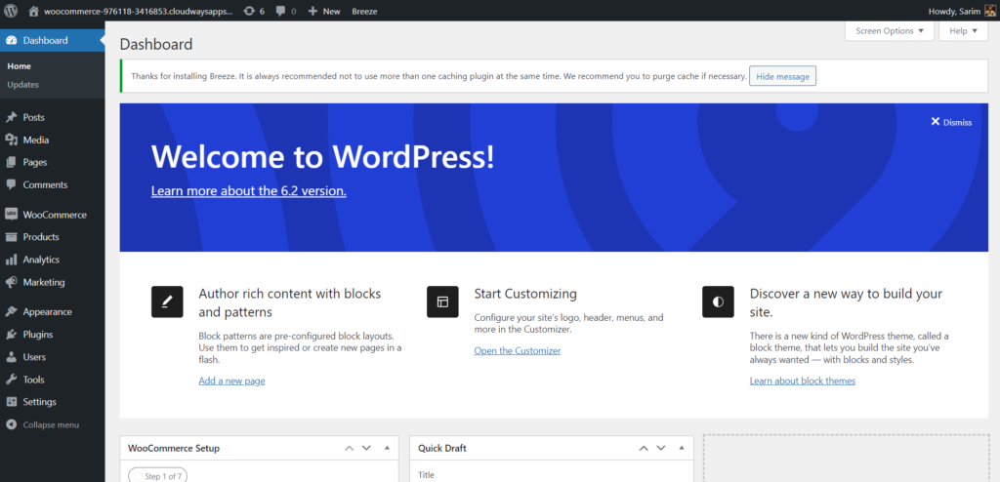 woocommerce-976118-3416853.cloudwaysapps... 6 0 New Breeze Howdy, Sarim
Dashboard
Home
Updates
Posts
Media
Pages
Comments
WooCommerce
Products
Analytics
Marketing
Appearance
Plugins
Users
Tools
Settings
Collapse menu
Screen Options Help
Dashboard
Thanks for installing Breeze. It is always recommended not to use more than one caching plugin at the same time. We recommend you to purge cache if necessary. Hide message
Dismiss
Welcome to WordPress!
Learn more about the 6.2 version.
Author rich content with blocks
and patterns
Block patterns are pre-configured block layouts.
Use them to get inspired or create new pages in a
flash.
Add a new page
Start Customizing
Configure your site's logo, header, menus, and
more in the Customizer.
Open the Customizer
Discover a new way to build your
site.
There is a new kind of WordPress theme, called a
block theme, that lets you build the site you've
always wanted — with blocks and styles.
Learn about block themes
WooCommerce Setup
Step 1 of 7
Quick Draft
Title